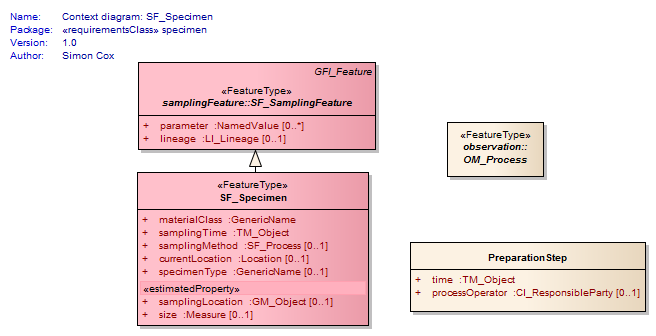 Name: Context diagram: SF_Specimen
Package: «requirementsClass» specimen
Version: 1.0
Author: Simon Cox
GFI_Feature
«FeatureType»
samplingFeature::SF_SamplingFeature
+ parameter :NamedValue [0..*]
+ lineage :LI_Lineage [0..1]
«FeatureType»
observation::
OM_Process
«FeatureType»
SF_Specimen
+ materialClass :GenericName
+ samplingTime :TM_Object
+ samplingMethod :SF_Process [0..1]
+ currentLocation :Location [0..1]
+ specimenType :GenericName [0..1]
«estimatedProperty»
+ samplingLocation :GM_Object [0..1]
+ size :Measure [0..1]
PreparationStep
+ time :TM_Object
+ processOperator :CI_ResponsibleParty [0..1]